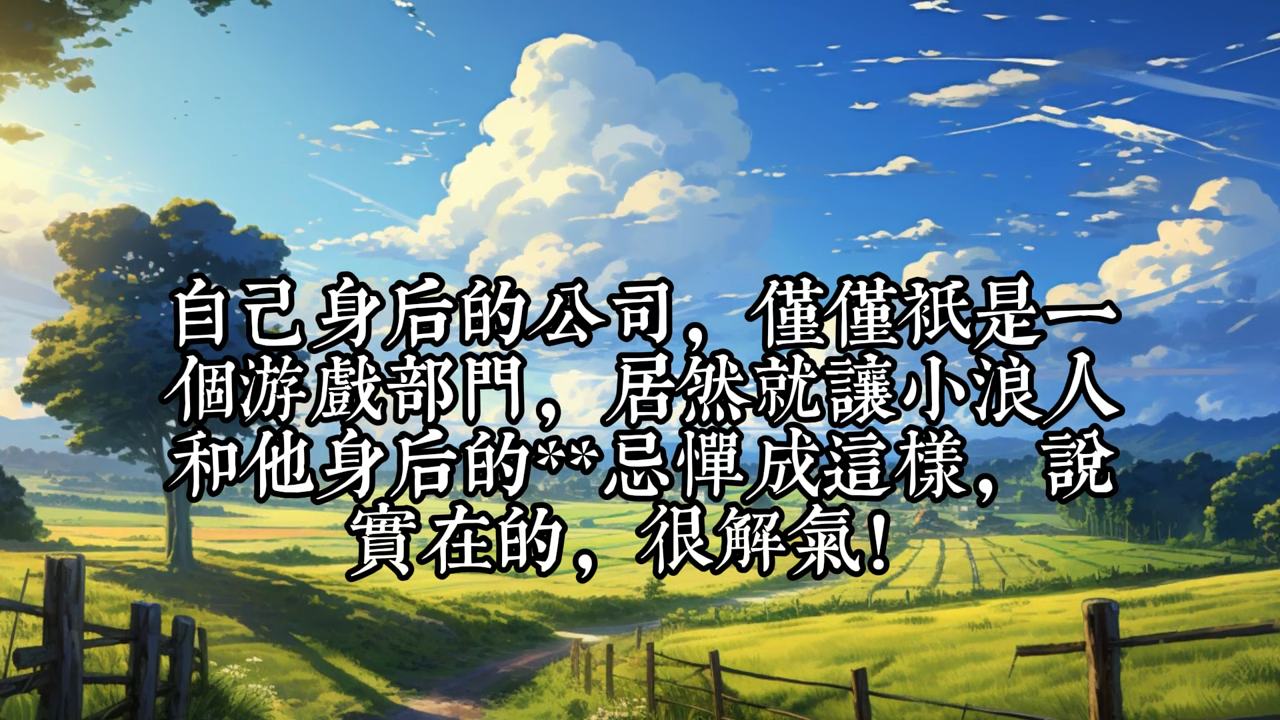 自己身后的公司，僅僅祇是一
個游戲部門，居然就讓小浪人
和他身后的**忌憚成這樣，說
實在的，很解氣！